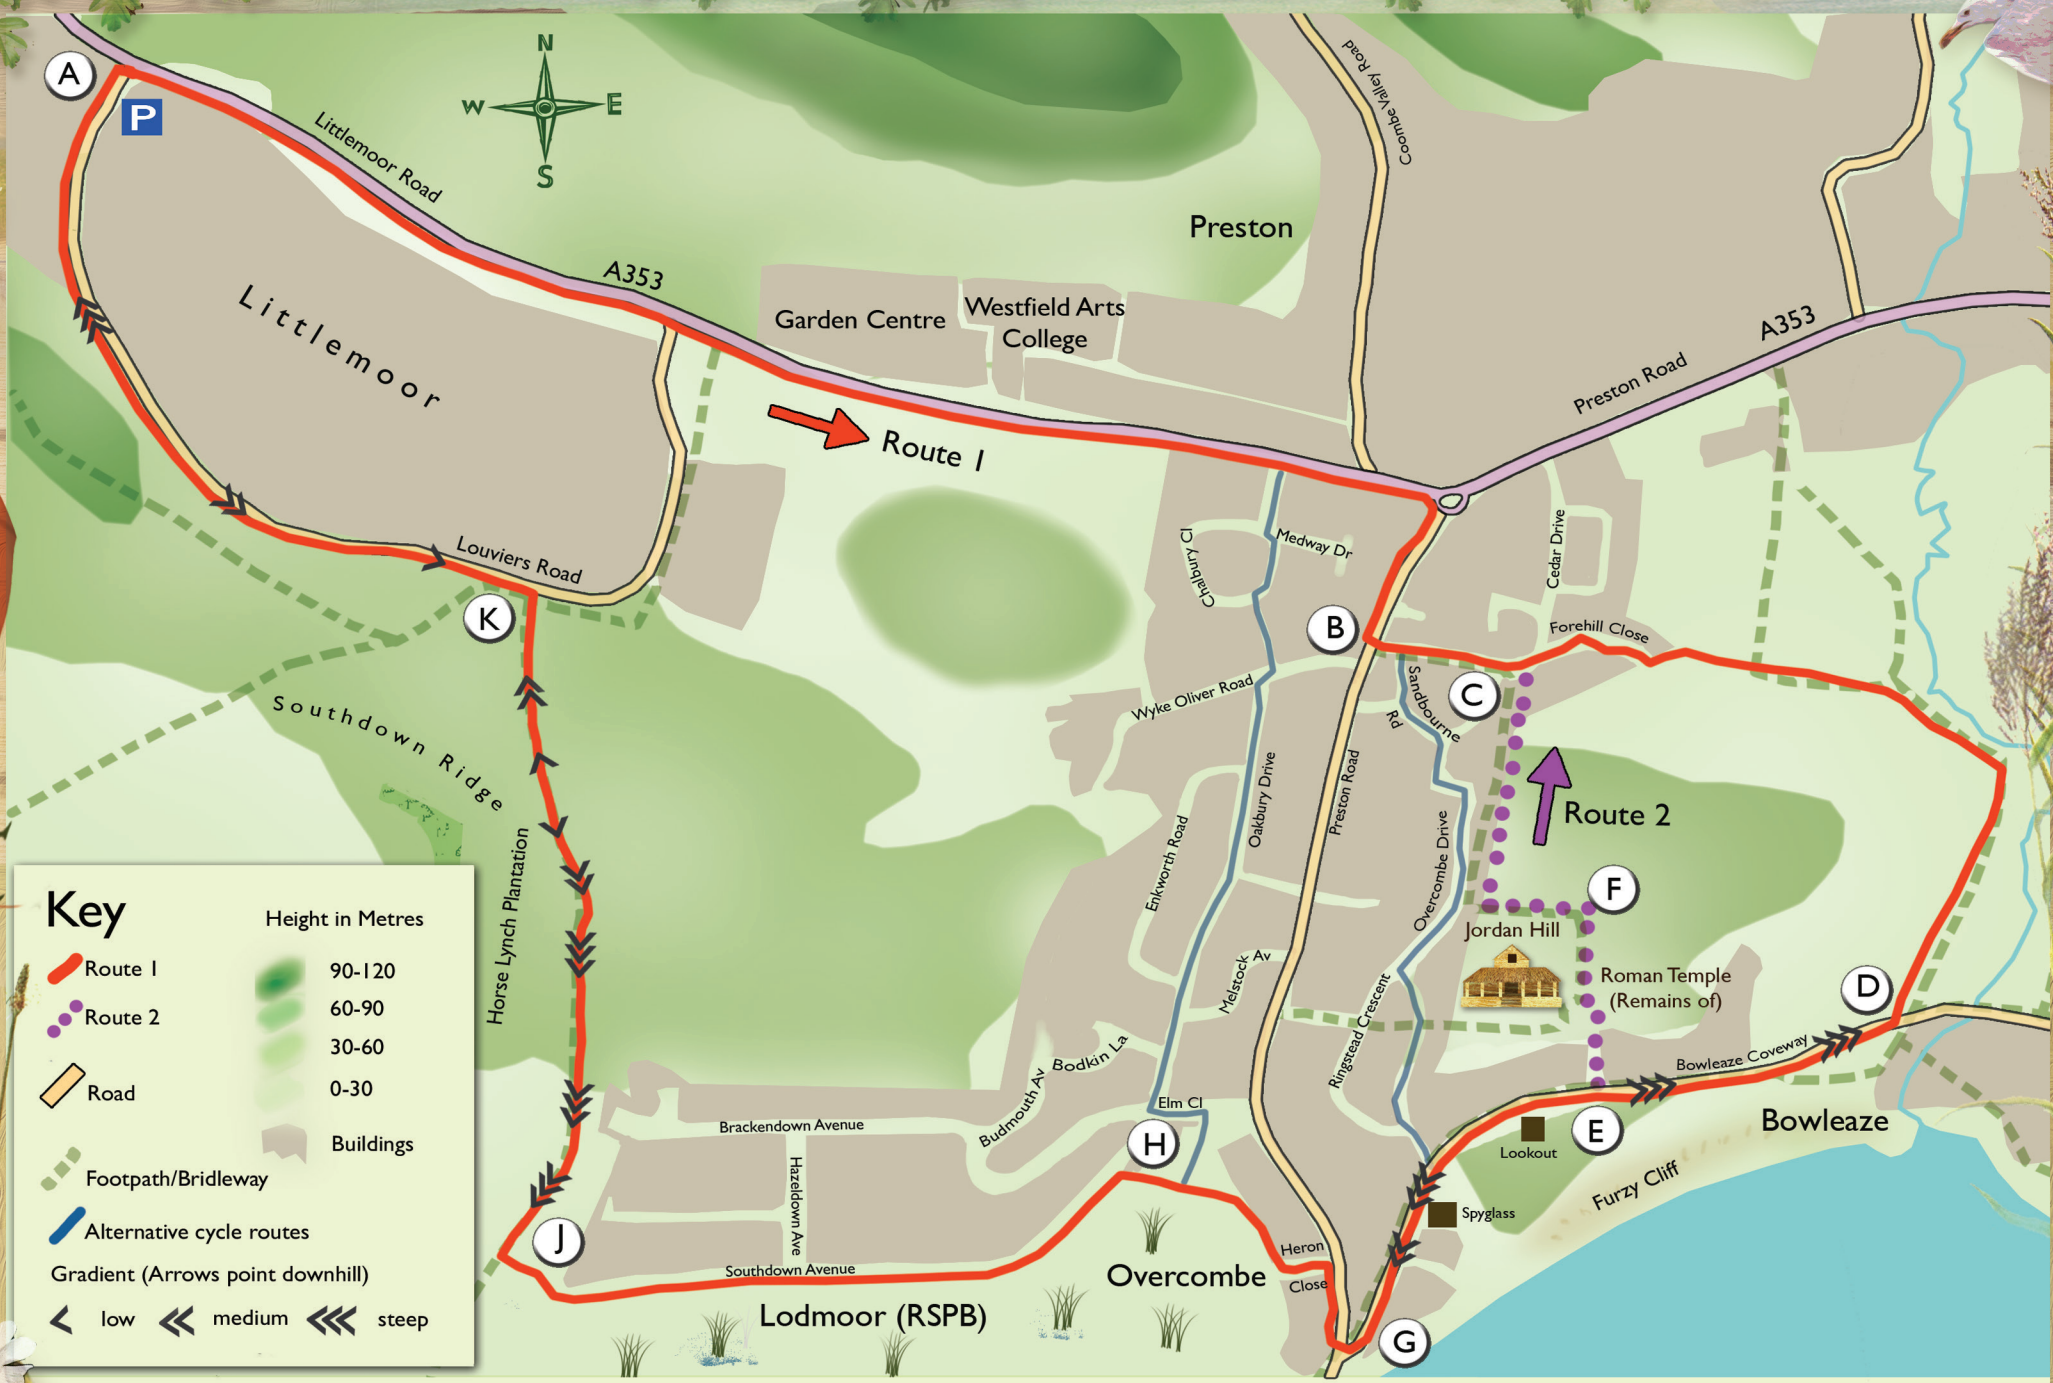 A
P
N
W E
S
Coombe Valley Road
Littlemoor Road
Preston
A353
Garden Centre
Westfield Arts
College
Littlemoor
A353
Preston Road
Route 1
Medway Dr
Chalbury Cl
Cedar Drive
Louviers Road
K
B
Forehill Close
C
Wyke Oliver Road
Sandbourne
Rd
Southdown Ridge
Oakbury Drive
Preston Road
Route 2
Overcombe Drive
Enkworth Road
Horse Lynch Plantation
F
Jordan Hill
Roman Temple
(Remains of)
Melstock Av
Ringstead Crescent
D
Bowleaze Coveway
Bodkin La
Budmouth Av
Elm Cl
Brackendown Avenue
H
E
Bowleaze
Lookout
Furzy Cliff
Hazeldown Ave
Spyglass
J
Heron
Close
Southdown Avenue
Overcombe
Lodmoor (RSPB)
G
Key
Height in Metres
Route 1
90-120
Route 2
60-90
30-60
Road
0-30
Buildings
Footpath/Bridleway
Alternative cycle routes
Gradient (Arrows point downhill)
low medium steep